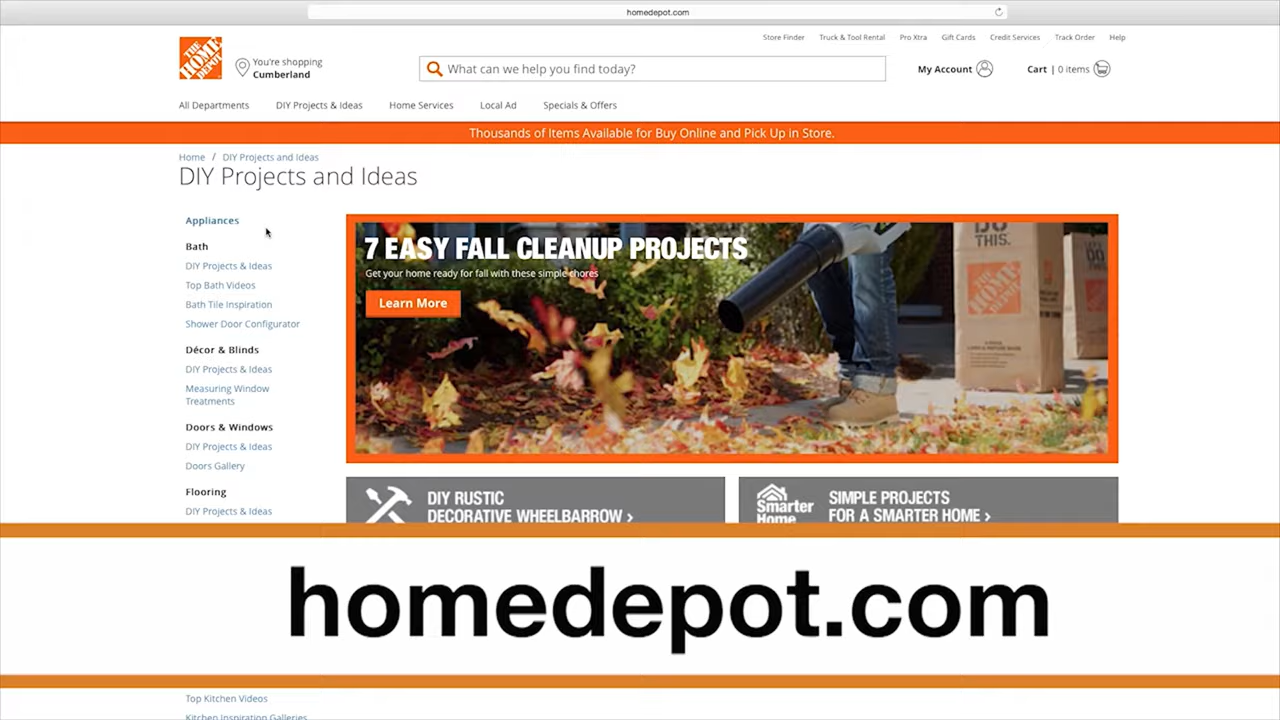 homedepot.com
Store Finder
Truck & Tool Rental
Pro Xtra
Gift Cards
Credit Services
Track Order
Help
THE
HOME
DEPOT
You're shopping
Cumberland
What can we help you find today?
My Account
Cart | 0 items
All Departments
DIY Projects & Ideas
Home Services
Local Ad
Specials & Offers
Thousands of Items Available for Buy Online and Pick Up in Store.
Home / DIY Projects and Ideas
DIY Projects and Ideas
Appliances
Bath
DIY Projects & Ideas
Top Bath Videos
Bath Tile Inspiration
Shower Door Configurator
Décor & Blinds
DIY Projects & Ideas
Measuring Window
Treatments
Doors & Windows
DIY Projects & Ideas
Doors Gallery
Flooring
DIY Projects & Ideas
7 EASY FALL CLEANUP PROJECTS
Get your home ready for fall with these simple chores
Learn More
THIS.
DIY RUSTIC
DECORATIVE WHEELBARROW >
Smarter
Home
SIMPLE PROJECTS
FOR A SMARTER HOME >
homedepot.com
Top Kitchen Videos
Kitchen Inspiration Galleries